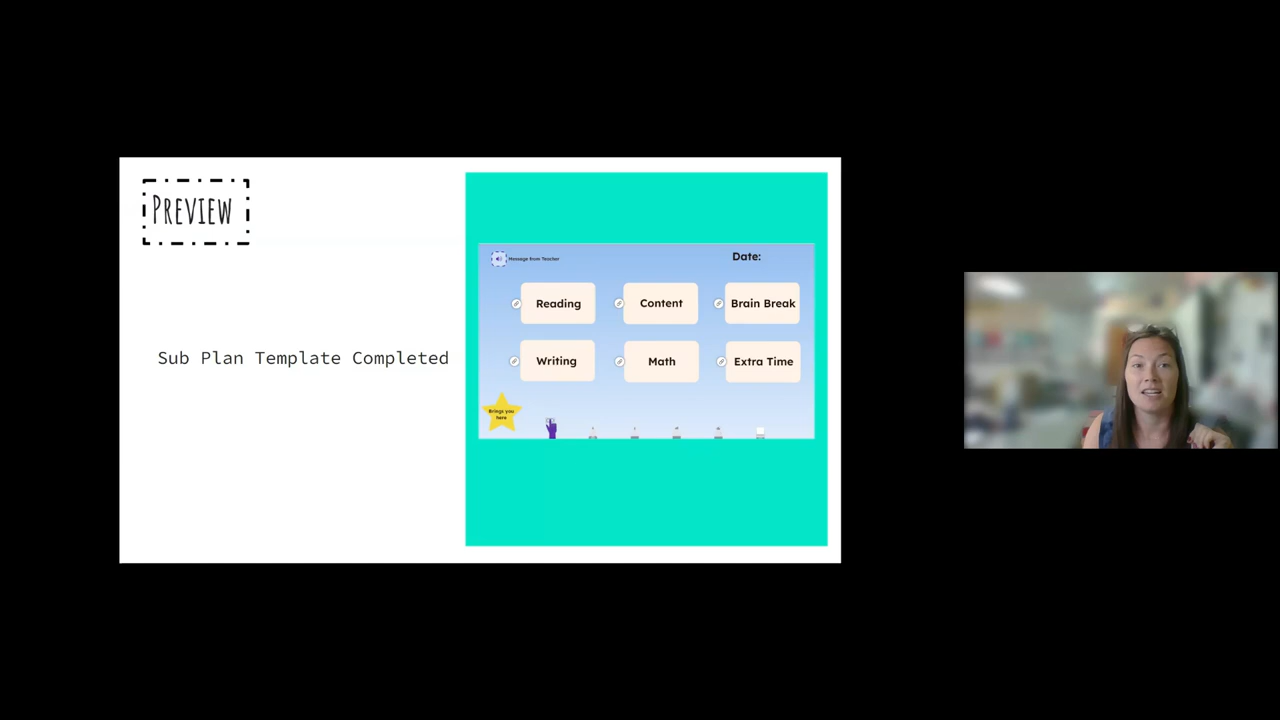 Preview
Sub Plan Template Completed
Message from Teacher
Date:
Reading
Content
Brain Break
Writing
Math
Extra Time
Brings you
here